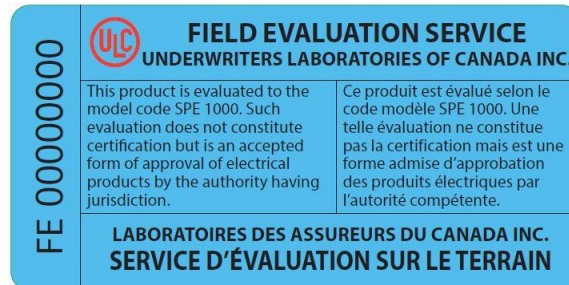 FE 00000000
ULC
FIELD EVALUATION SERVICE
UNDERWRITERS LABORATORIES OF CANADA INC.
This product is evaluated to the
model code SPE 1000. Such
evaluation does not constitute
certification but is an accepted
form of approval of electrical
products by the authority having
jurisdiction.
Ce produit est évalué selon le
code modèle SPE 1000. Une
telle évaluation ne constitue
pas la certification mais est une
forme admise d'approbation
des produits électriques par
l'autorité compétente.
LABORATOIRES DES ASSUREURS DU CANADA INC.
SERVICE D'ÉVALUATION SUR LE TERRAIN